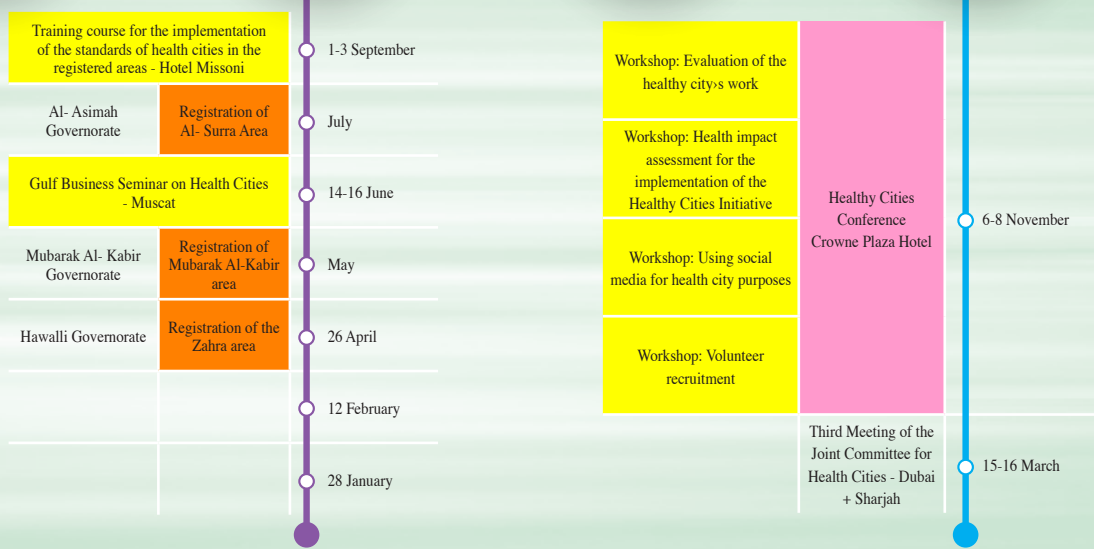 Training course for the implementation
of the standards of health cities in the
registered areas - Hotel Missoni
1-3 September
Al- Asimah
Governorate
Registration of
Al- Surra Area
July
Gulf Business Seminar on Health Cities
- Muscat
14-16 June
Mubarak Al- Kabir
Governorate
Registration of
Mubarak Al-Kabir
area
May
Hawalli Governorate
Registration of the
Zahra area
26 April
12 February
28 January
Workshop: Evaluation of the
healthy city›s work
Workshop: Health impact
assessment for the
implementation of the
Healthy Cities Initiative
Workshop: Using social
media for health city purposes
Workshop: Volunteer
recruitment
Healthy Cities
Conference
Crowne Plaza Hotel
6-8 November
Third Meeting of the
Joint Committee for
Health Cities - Dubai
+ Sharjah
15-16 March